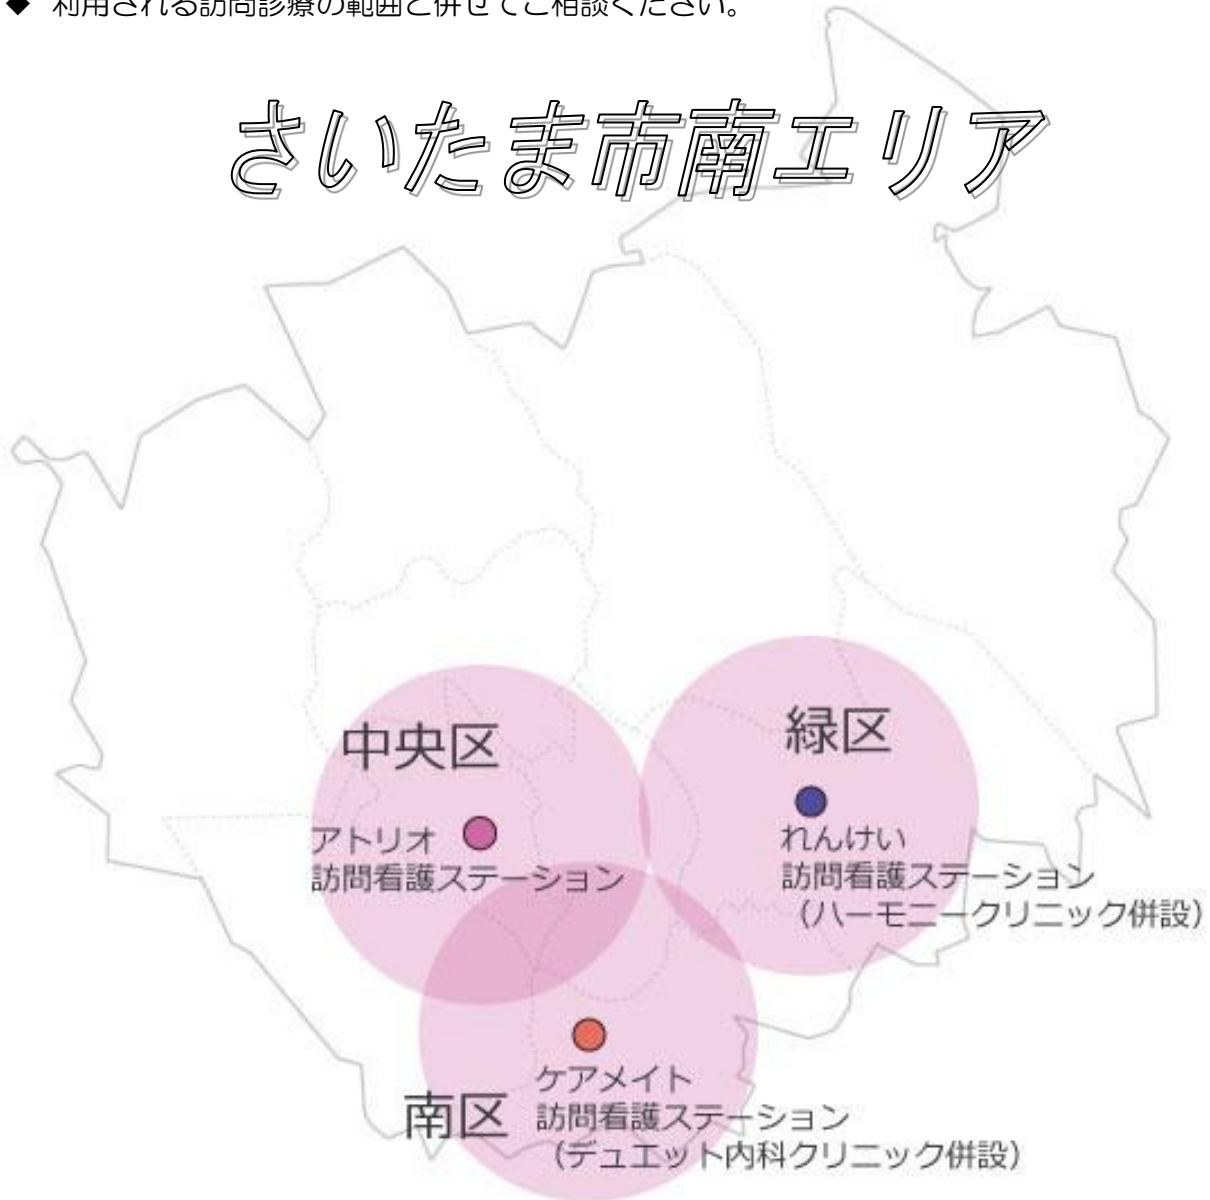 ◆ 利用される訪問診療の範囲と併せてご相談ください。
さいたま市南エリア
中央区
アトリオ
訪問看護ステーション
緑区
れんけい
訪問看護ステーション
（ハーモニークリニック併設）
南区
ケアメイト
訪問看護ステーション
（デュエット内科クリニック併設）